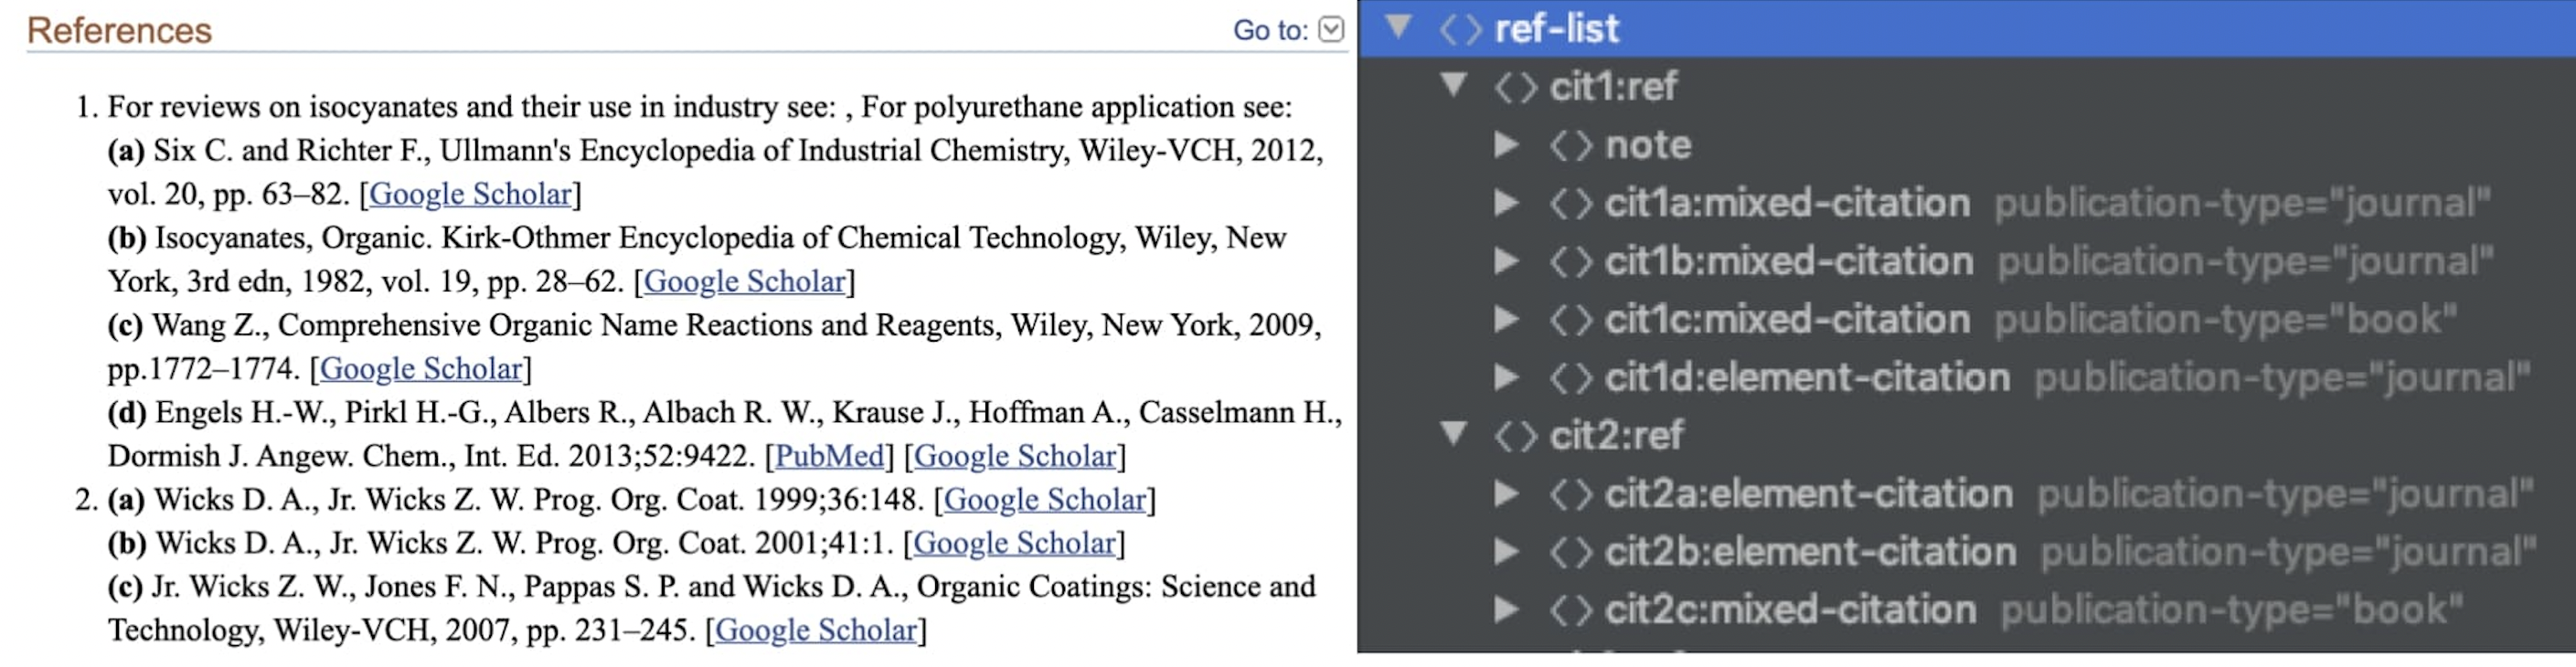 References
Go to:
1. For reviews on isocyanates and their use in industry see: , For polyurethane application see:
(a) Six C. and Richter F., Ullmann's Encyclopedia of Industrial Chemistry, Wiley-VCH, 2012,
vol. 20, pp. 63–82. [Google Scholar]
(b) Isocyanates, Organic. Kirk-Othmer Encyclopedia of Chemical Technology, Wiley, New
York, 3rd edn, 1982, vol. 19, pp. 28–62. [Google Scholar]
(c) Wang Z., Comprehensive Organic Name Reactions and Reagents, Wiley, New York, 2009,
pp.1772–1774. [Google Scholar]
(d) Engels H.-W., Pirkl H.-G., Albers R., Albach R. W., Krause J., Hoffman A., Casselmann H.,
Dormish J. Angew. Chem., Int. Ed. 2013;52:9422. [PubMed] [Google Scholar]
2. (a) Wicks D. A., Jr. Wicks Z. W. Prog. Org. Coat. 1999;36:148. [Google Scholar]
(b) Wicks D. A., Jr. Wicks Z. W. Prog. Org. Coat. 2001;41:1. [Google Scholar]
(c) Jr. Wicks Z. W., Jones F. N., Pappas S. P. and Wicks D. A., Organic Coatings: Science and
Technology, Wiley-VCH, 2007, pp. 231–245. [Google Scholar]
▼ <> ref-list
▼ <> cit1:ref
▶ <> note
▶ <> cit1a:mixed-citation publication-type="journal"
▶ <> cit1b:mixed-citation publication-type="journal"
▶ <> cit1c:mixed-citation publication-type="book"
▶ <> cit1d:element-citation publication-type="journal"
▼ <> cit2:ref
▶ <> cit2a:element-citation publication-type="journal"
▶ <> cit2b:element-citation publication-type="journal"
▶ <> cit2c:mixed-citation publication-type="book"